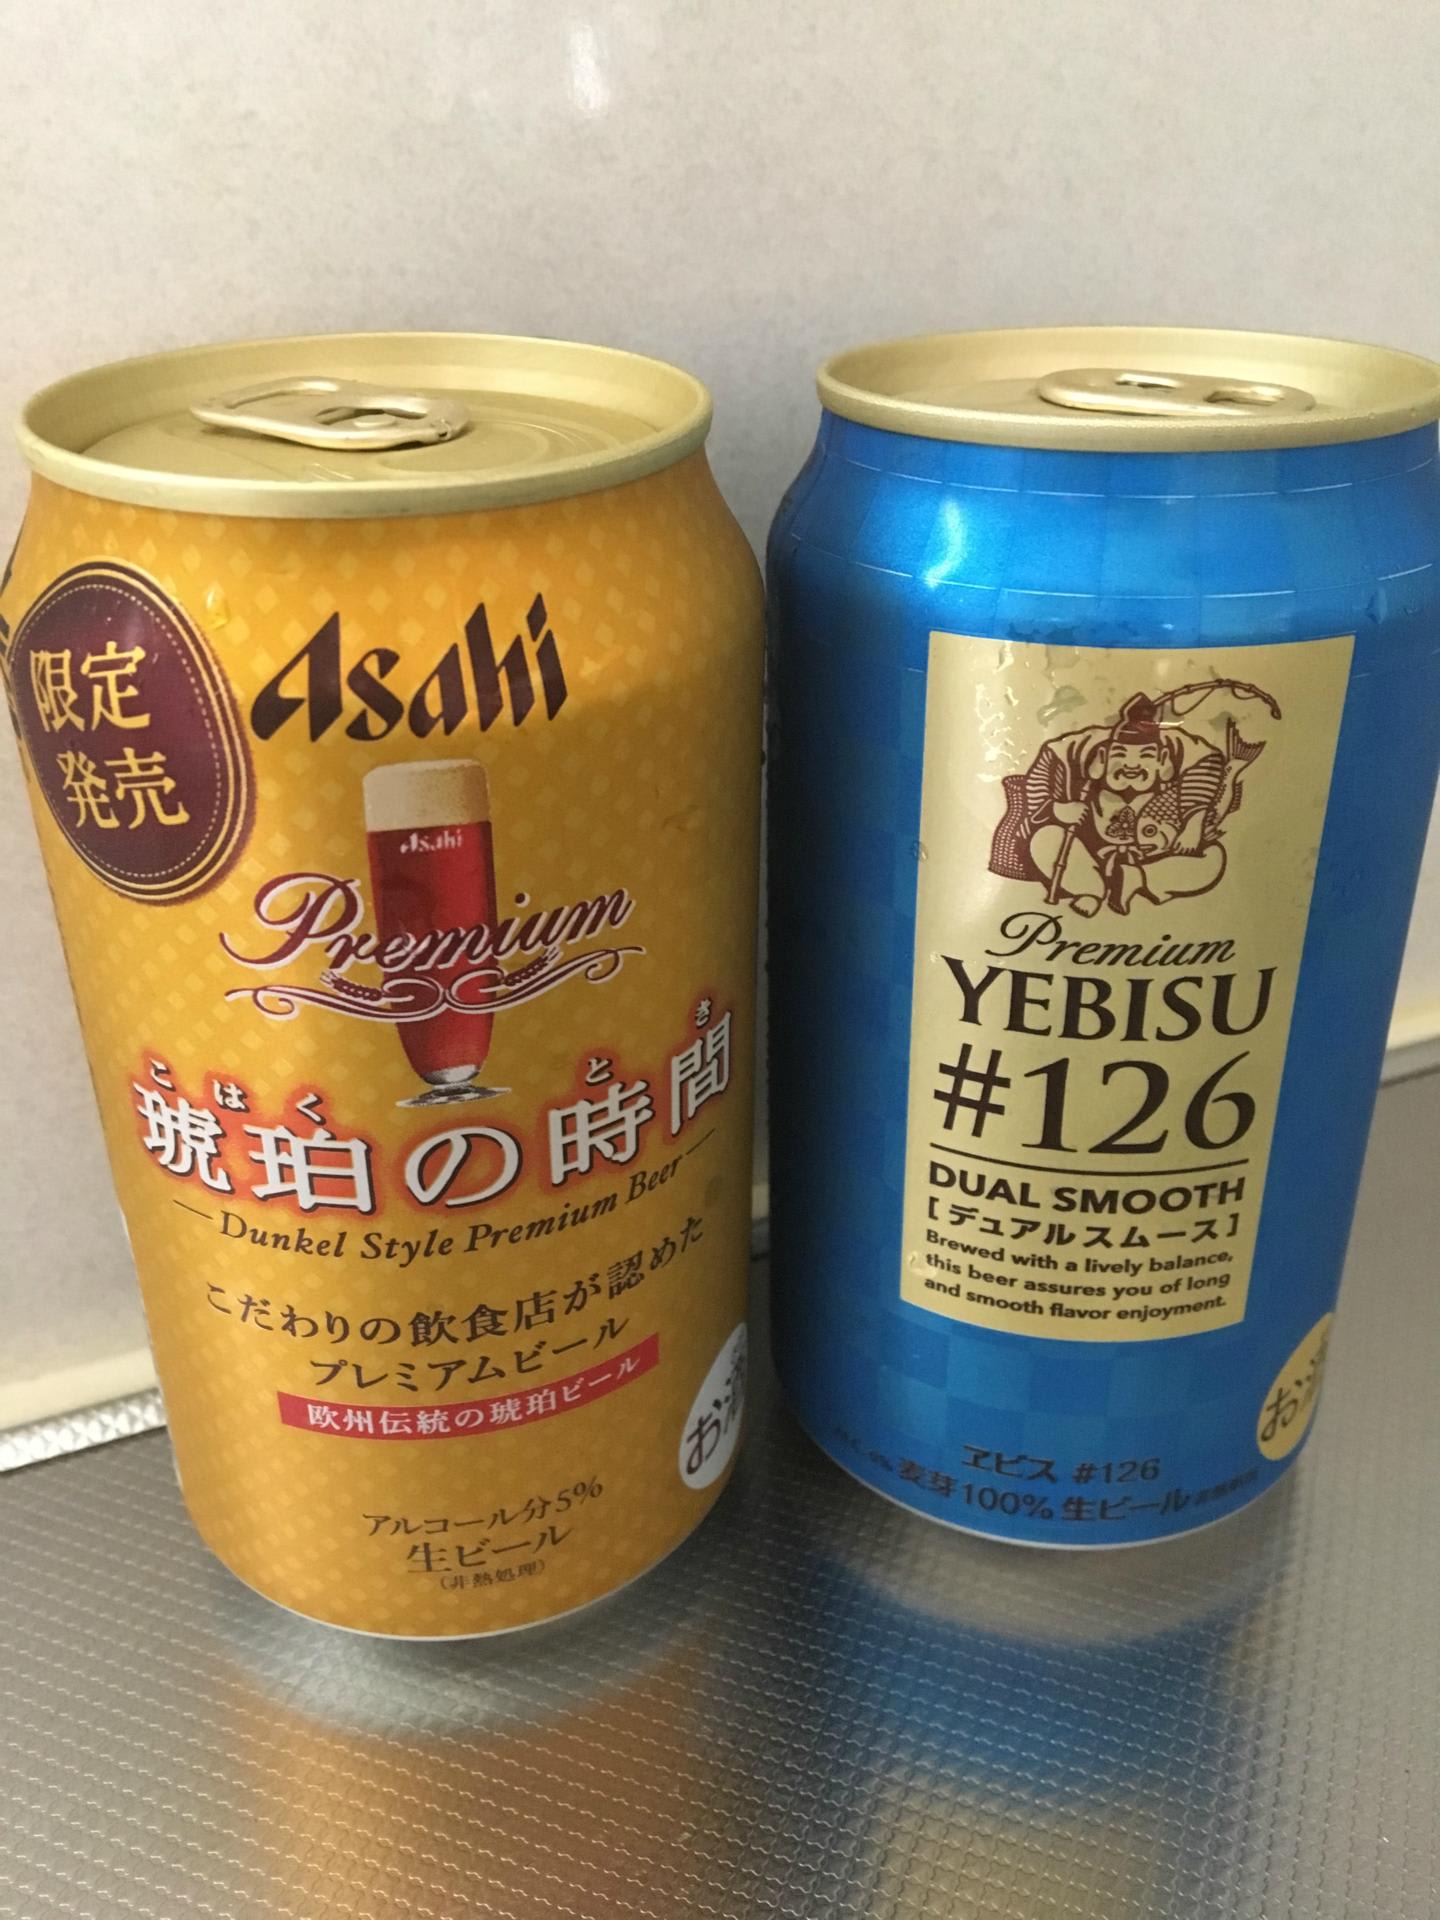 限定
発売
Asahi
Asahi
Premium
こはくとき
琥珀の時間
Dunkel Style Premium Beer
こだわりの飲食店が認めた
プレミアムビール
欧州伝統の琥珀ビール
アルコール分5%
生ビール
(非熱処理)
お酒
Premium
YEBISU
#126
DUAL SMOOTH
[デュアルスムース]
Brewed with a lively balance,
this beer assures you of long
and smooth flavor enjoyment.
ヱビス #126
麦芽100% 生ビール
お酒